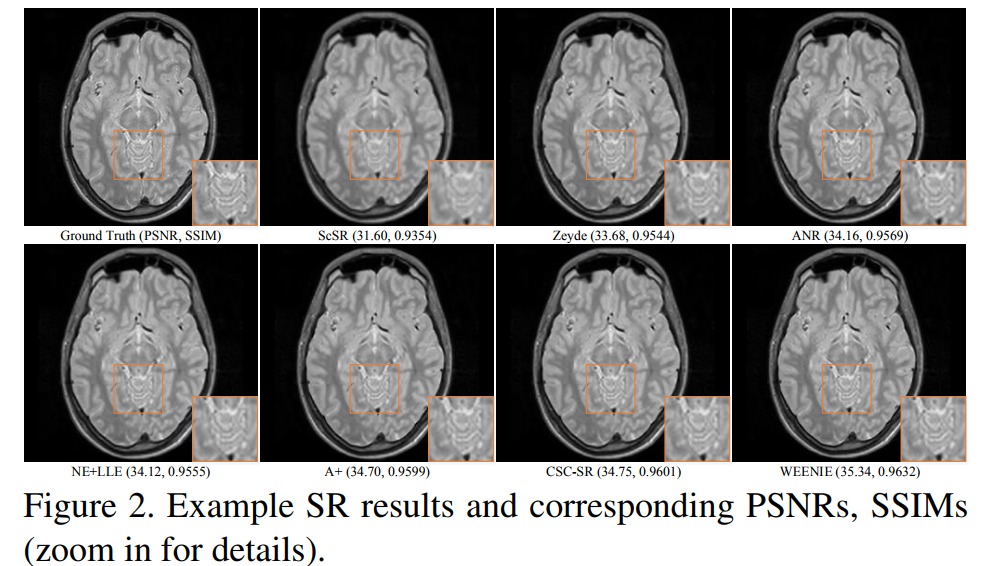 Ground Truth (PSNR, SSIM)
ScSR (31.60, 0.9354)
Zeyde (33.68, 0.9544)
ANR (34.16, 0.9569)
NE+LLE (34.12, 0.9555)
A+ (34.70, 0.9599)
CSC-SR (34.75, 0.9601)
WEENIE (35.34, 0.9632)
Figure 2. Example SR results and corresponding PSNRs, SSIMs
(zoom in for details).